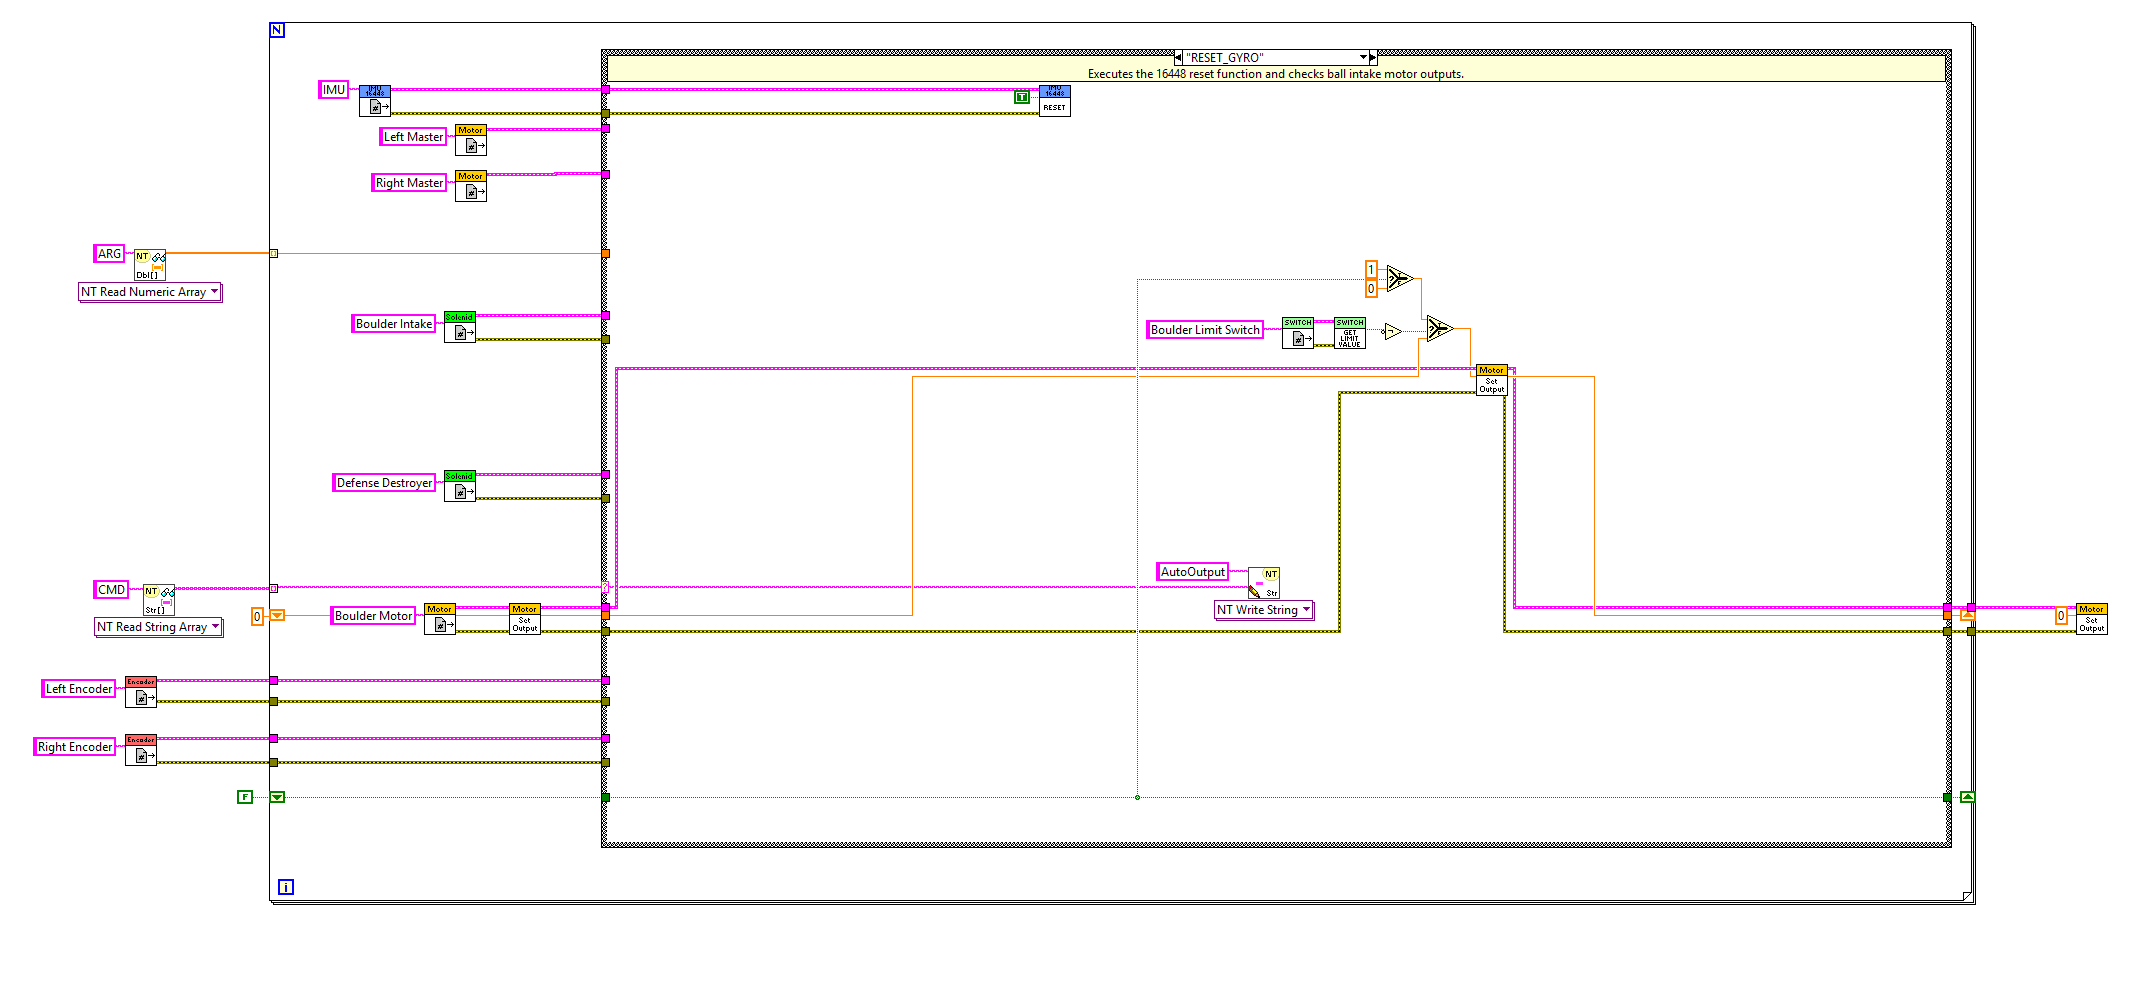 N
"RESET_GYRO"
Executes the 16448 reset function and checks ball intake motor outputs.
IMU
IMU
16448
#
T
IMU
16448
RESET
Left Master
Motor
#
Right Master
Motor
#
ARG
NT
Dbl[]
NT Read Numeric Array
1
0
? T F
Boulder Intake
Solenid
#
Boulder Limit Switch
SWITCH
#
SWITCH
GET
LIMIT
VALUE
? T F
Motor
Set
Output
Defense Destroyer
Solenid
#
AutoOutput
NT
Str
NT Write String
CMD
NT
Str[]
NT Read String Array
?
0
Boulder Motor
Motor
#
Motor
Set
Output
0
Motor
Set
Output
Left Encoder
Encoder
#
Right Encoder
Encoder
#
F
i